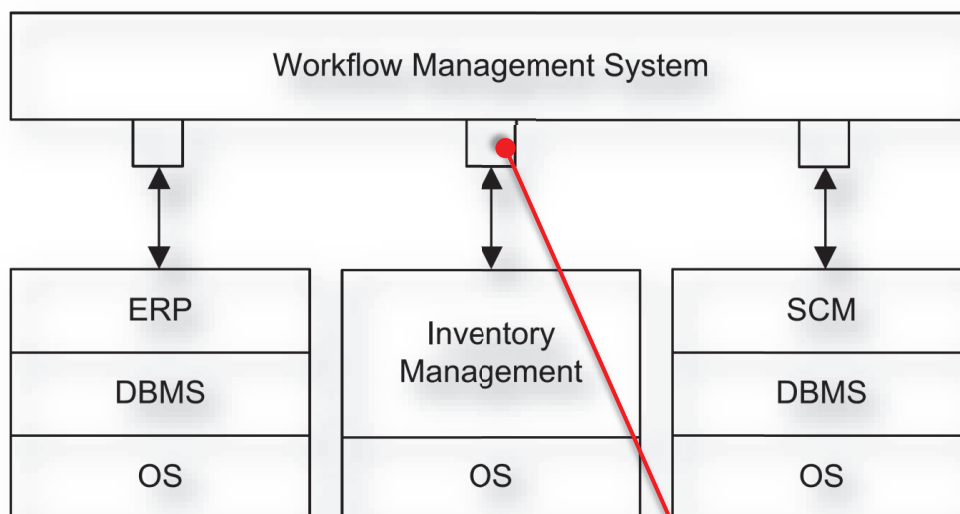 Workflow Management System
ERP
DBMS
OS
Inventory
Management
OS
SCM
DBMS
OS